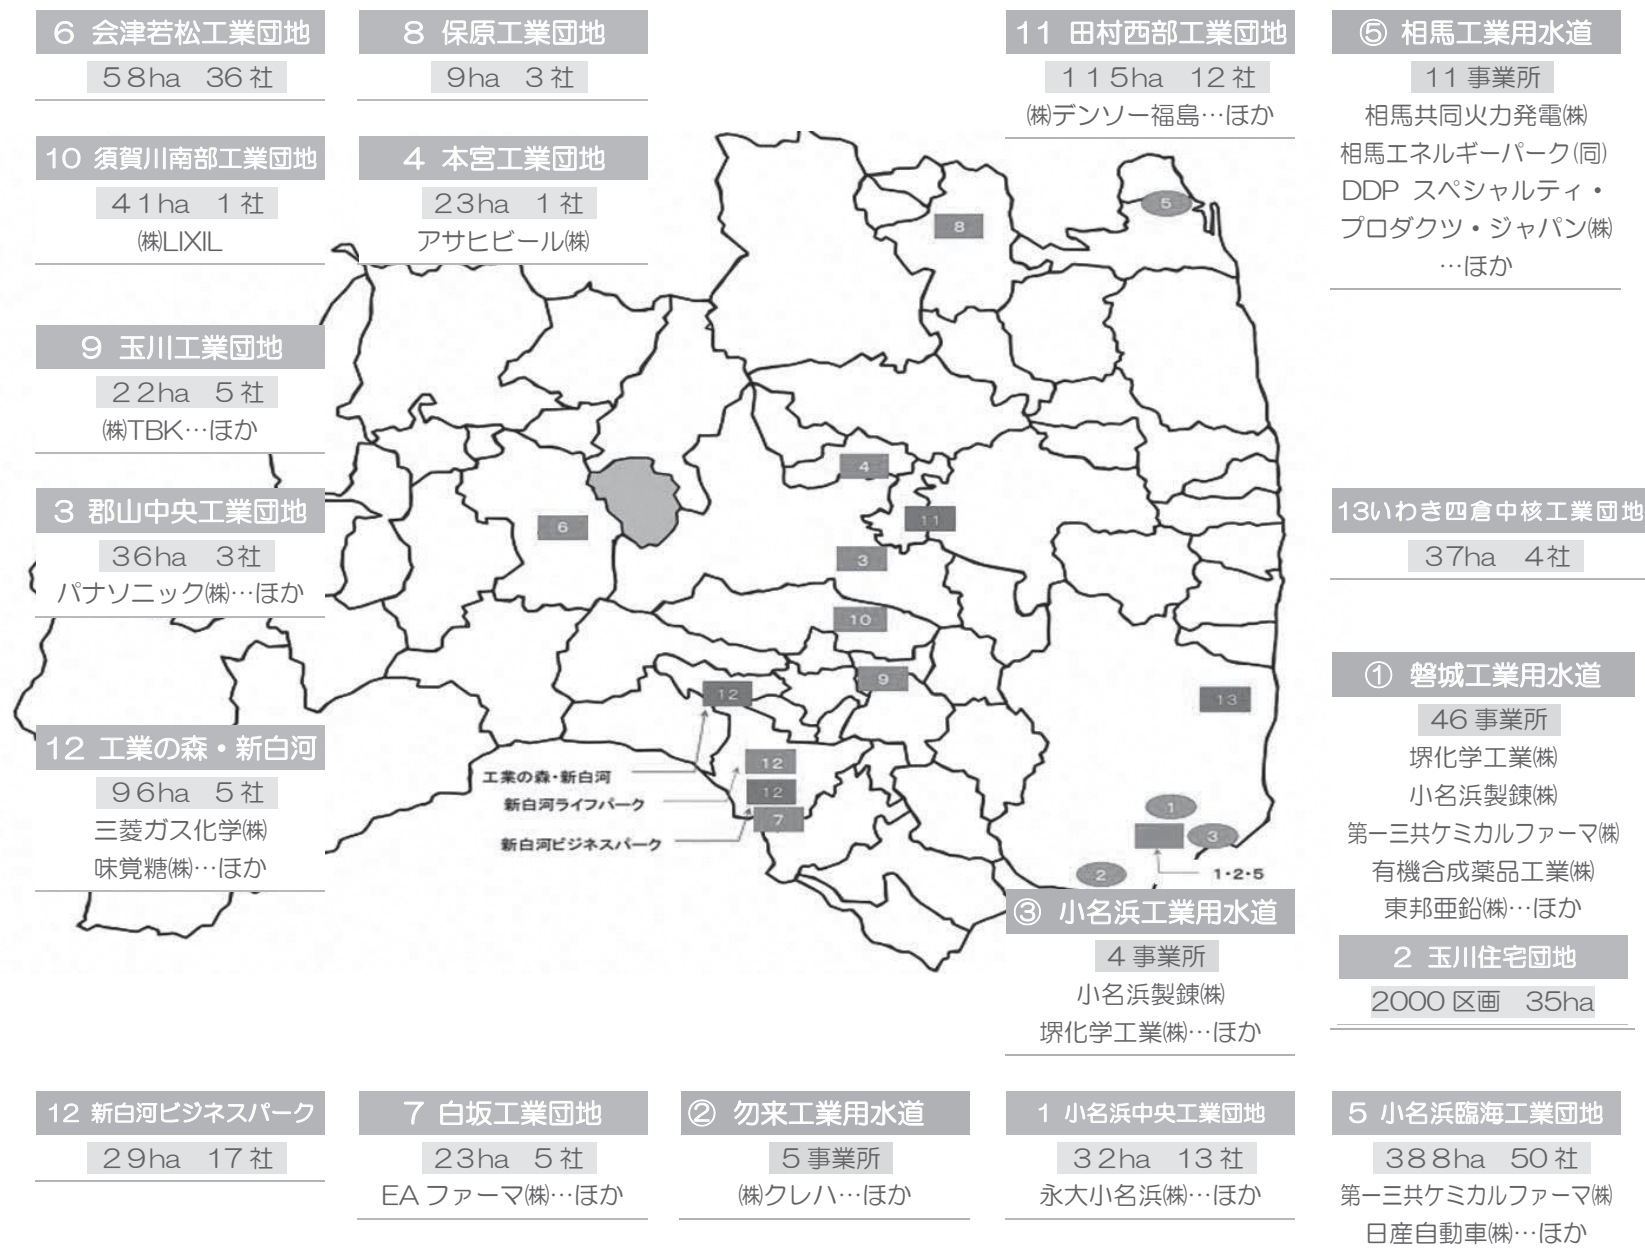 6 会津若松工業団地
58ha 36社
8 保原工業団地
9ha 3社
11 田村西部工業団地
115ha 12社
㈱デンソー福島…ほか
⑤ 相馬工業用水道
11事業所
相馬共同火力発電㈱
相馬エネルギーパーク(同)
DDP スペシャルティ・
プロダクツ・ジャパン㈱
…ほか
10 須賀川南部工業団地
41ha 1社
㈱LIXIL
4 本宮工業団地
23ha 1社
アサヒビール㈱
9 玉川工業団地
22ha 5社
㈱TBK…ほか
3 郡山中央工業団地
36ha 3社
パナソニック㈱…ほか
12 工業の森・新白河
96ha 5社
三菱ガス化学㈱
味覚糖㈱…ほか
5
8
4
6
11
3
10
9
12
13
工業の森・新白河
12
新白河ライフパーク
12
7
新白河ビジネスパーク
1
3
2
1・2・5
13いわき四倉中核工業団地
37ha 4社
① 磐城工業用水道
46事業所
堺化学工業㈱
小名浜製錬㈱
第一三共ケミカルファーマ㈱
有機合成薬品工業㈱
東邦亜鉛㈱…ほか
2 玉川住宅団地
2000区画 35ha
③ 小名浜工業用水道
4事業所
小名浜製錬㈱
堺化学工業㈱…ほか
12 新白河ビジネスパーク
29ha 17社
7 白坂工業団地
23ha 5社
EAファーマ㈱…ほか
② 勿来工業用水道
5事業所
㈱クレハ…ほか
1 小名浜中央工業団地
32ha 13社
永大小名浜㈱…ほか
5 小名浜臨海工業団地
388ha 50社
第一三共ケミカルファーマ㈱
日産自動車㈱…ほか